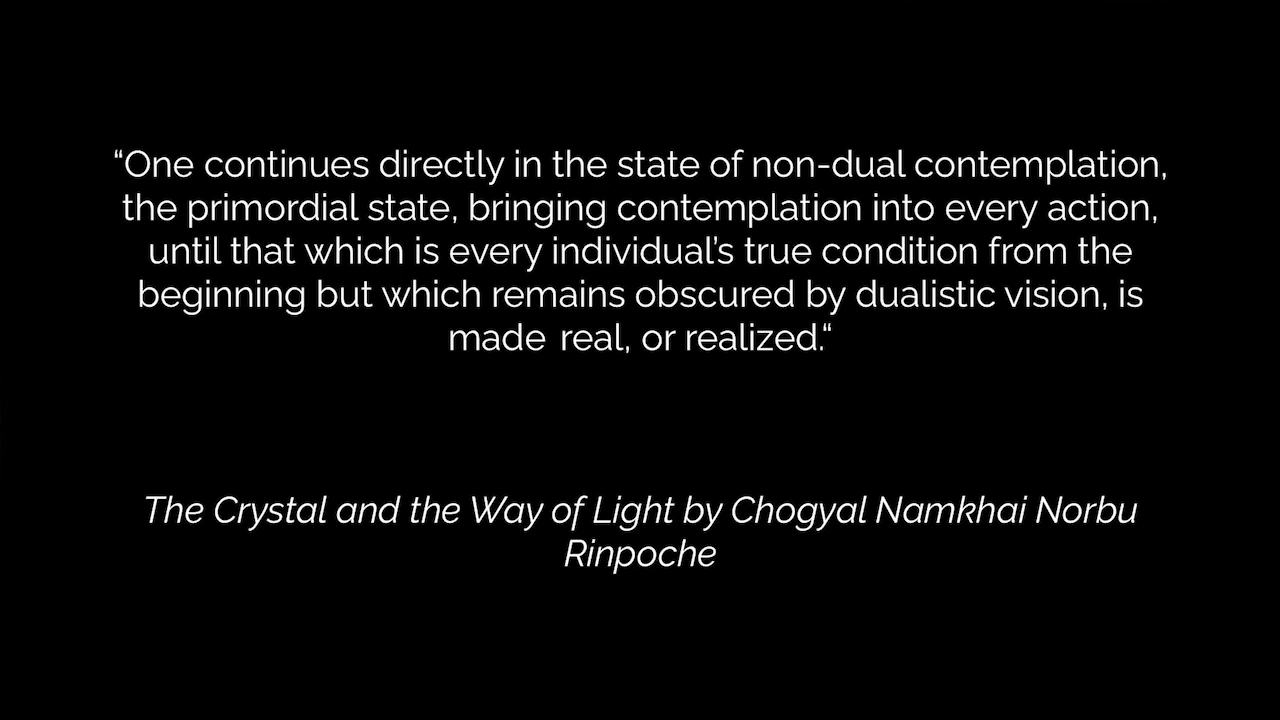 “One continues directly in the state of non-dual contemplation,
the primordial state, bringing contemplation into every action,
until that which is every individual’s true condition from the
beginning but which remains obscured by dualistic vision, is
made real, or realized.“
The Crystal and the Way of Light by Chogyal Namkhai Norbu
Rinpoche